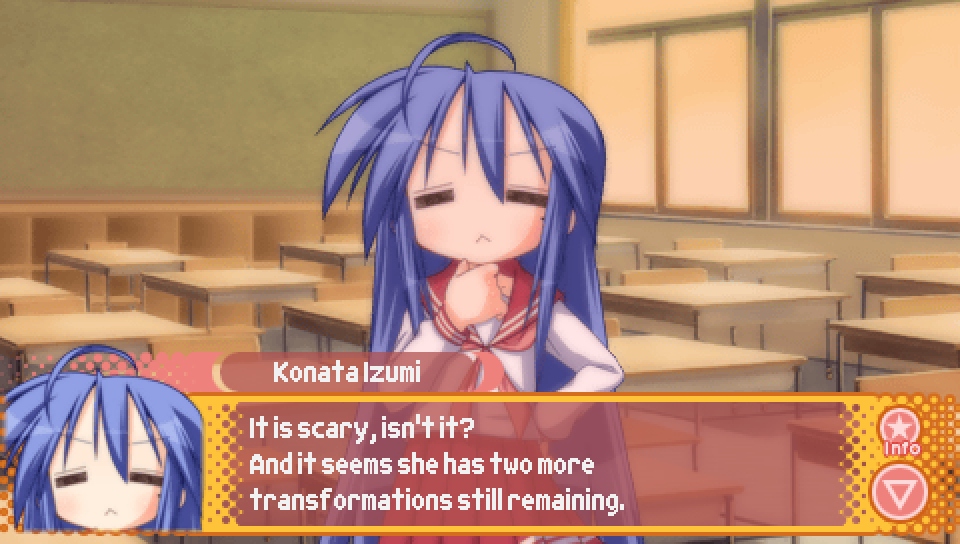 Konata Izumi
It is scary, isn't it?
And it seems she has two more
transformations still remaining.
Info